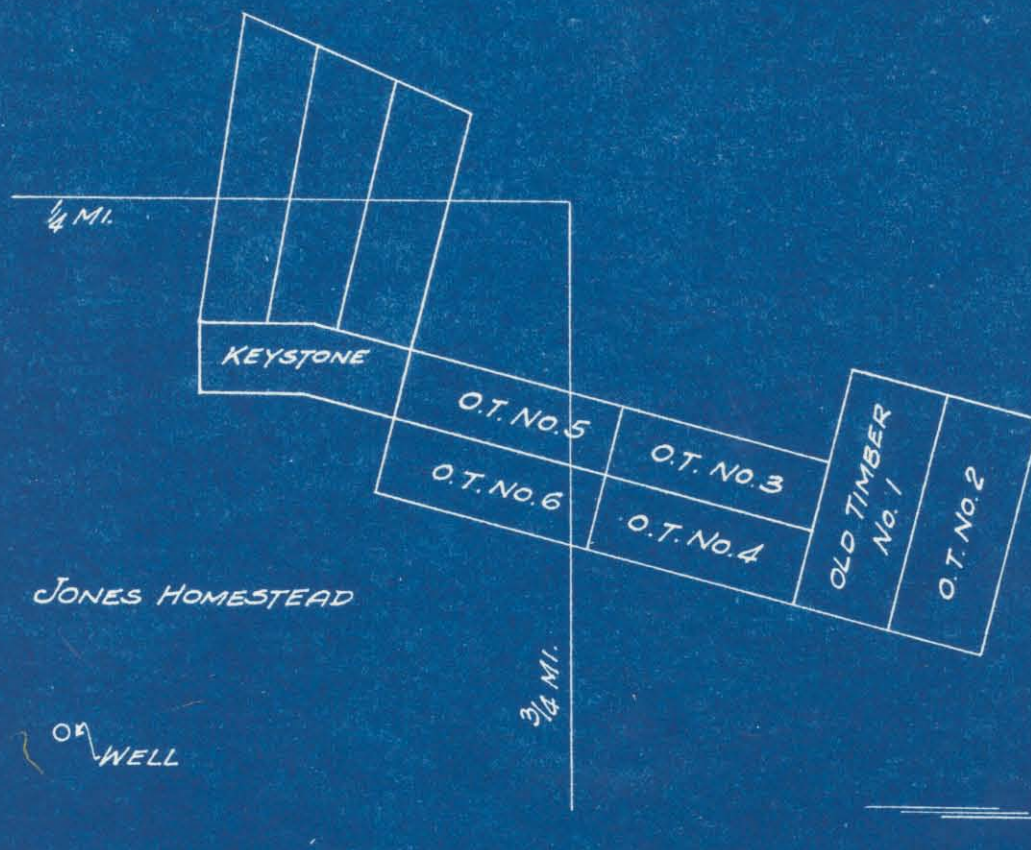 1/4 MI.
KEYSTONE
O.T. NO. 5
O.T. NO. 3
O.T. NO. 6
O.T. NO. 4
OLD TIMBER
No. 1
O.T. NO. 2
JONES HOMESTEAD
3/4 MI.
WELL